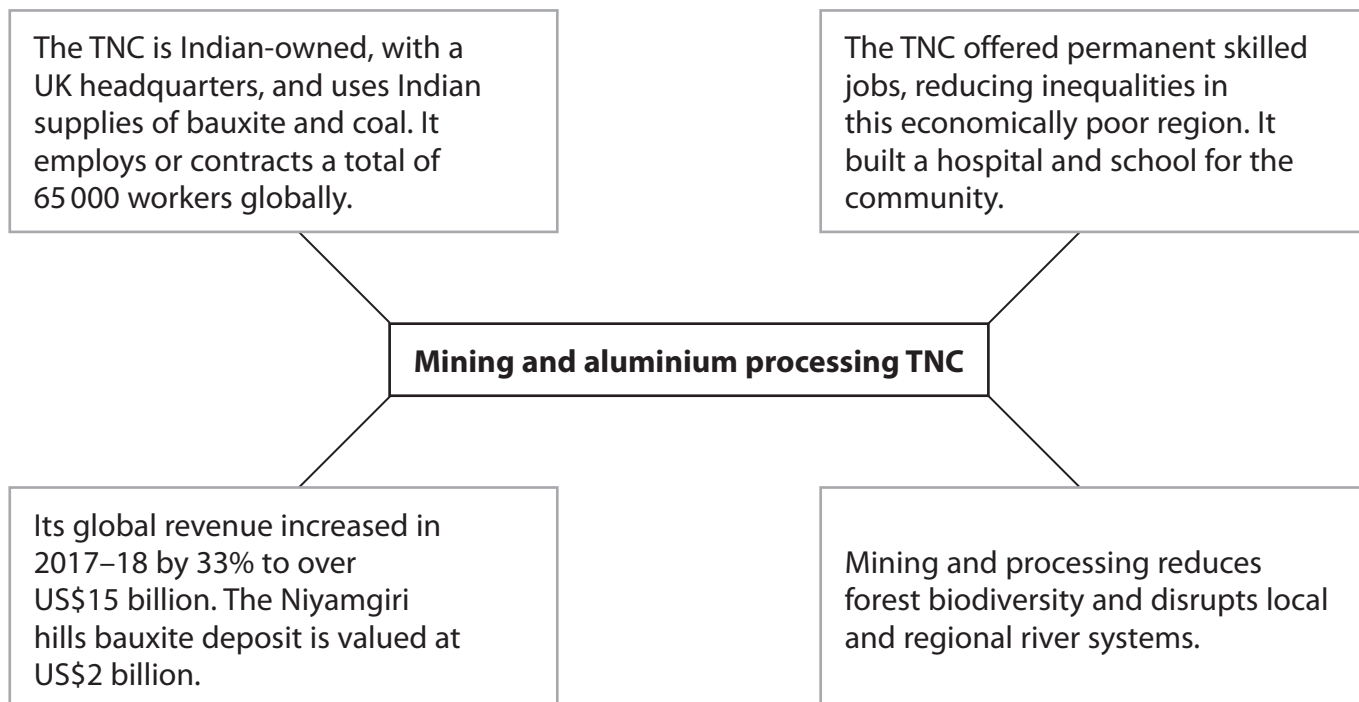 The TNC is Indian-owned, with a
UK headquarters, and uses Indian
supplies of bauxite and coal. It
employs or contracts a total of
65 000 workers globally.
The TNC offered permanent skilled
jobs, reducing inequalities in
this economically poor region. It
built a hospital and school for the
community.
Mining and aluminium processing TNC
Its global revenue increased in
2017–18 by 33% to over
US$15 billion. The Niyamgiri
hills bauxite deposit is valued at
US$2 billion.
Mining and processing reduces
forest biodiversity and disrupts local
and regional river systems.